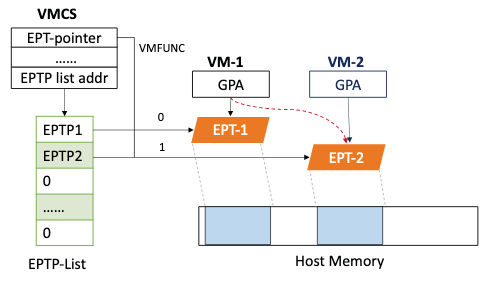 VMCS
EPT-pointer
......
EPTP list addr
VMFUNC
VM-1
VM-2
GPA
GPA
EPTP1
0
EPT-1
EPTP2
1
EPT-2
0
......
0
EPTP-List
Host Memory